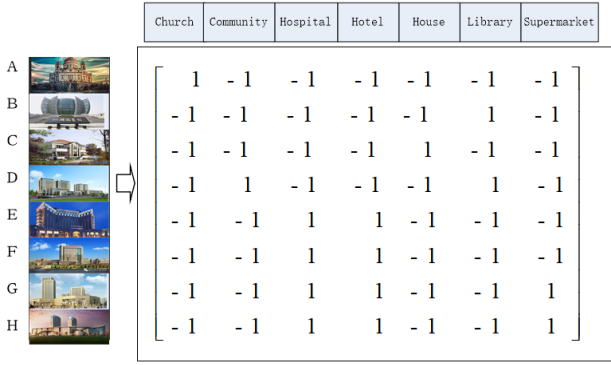 Church Community Hospital Hotel House Library Supermarket
A 1 -1 -1 -1 -1 -1 -1
B -1 -1 -1 -1 -1 1 -1
C -1 -1 -1 -1 1 -1 -1
D -1 1 -1 -1 -1 1 -1
E -1 -1 1 1 -1 -1 -1
F -1 -1 1 1 -1 -1 -1
G -1 -1 1 1 -1 -1 1
H -1 -1 1 1 -1 -1 1